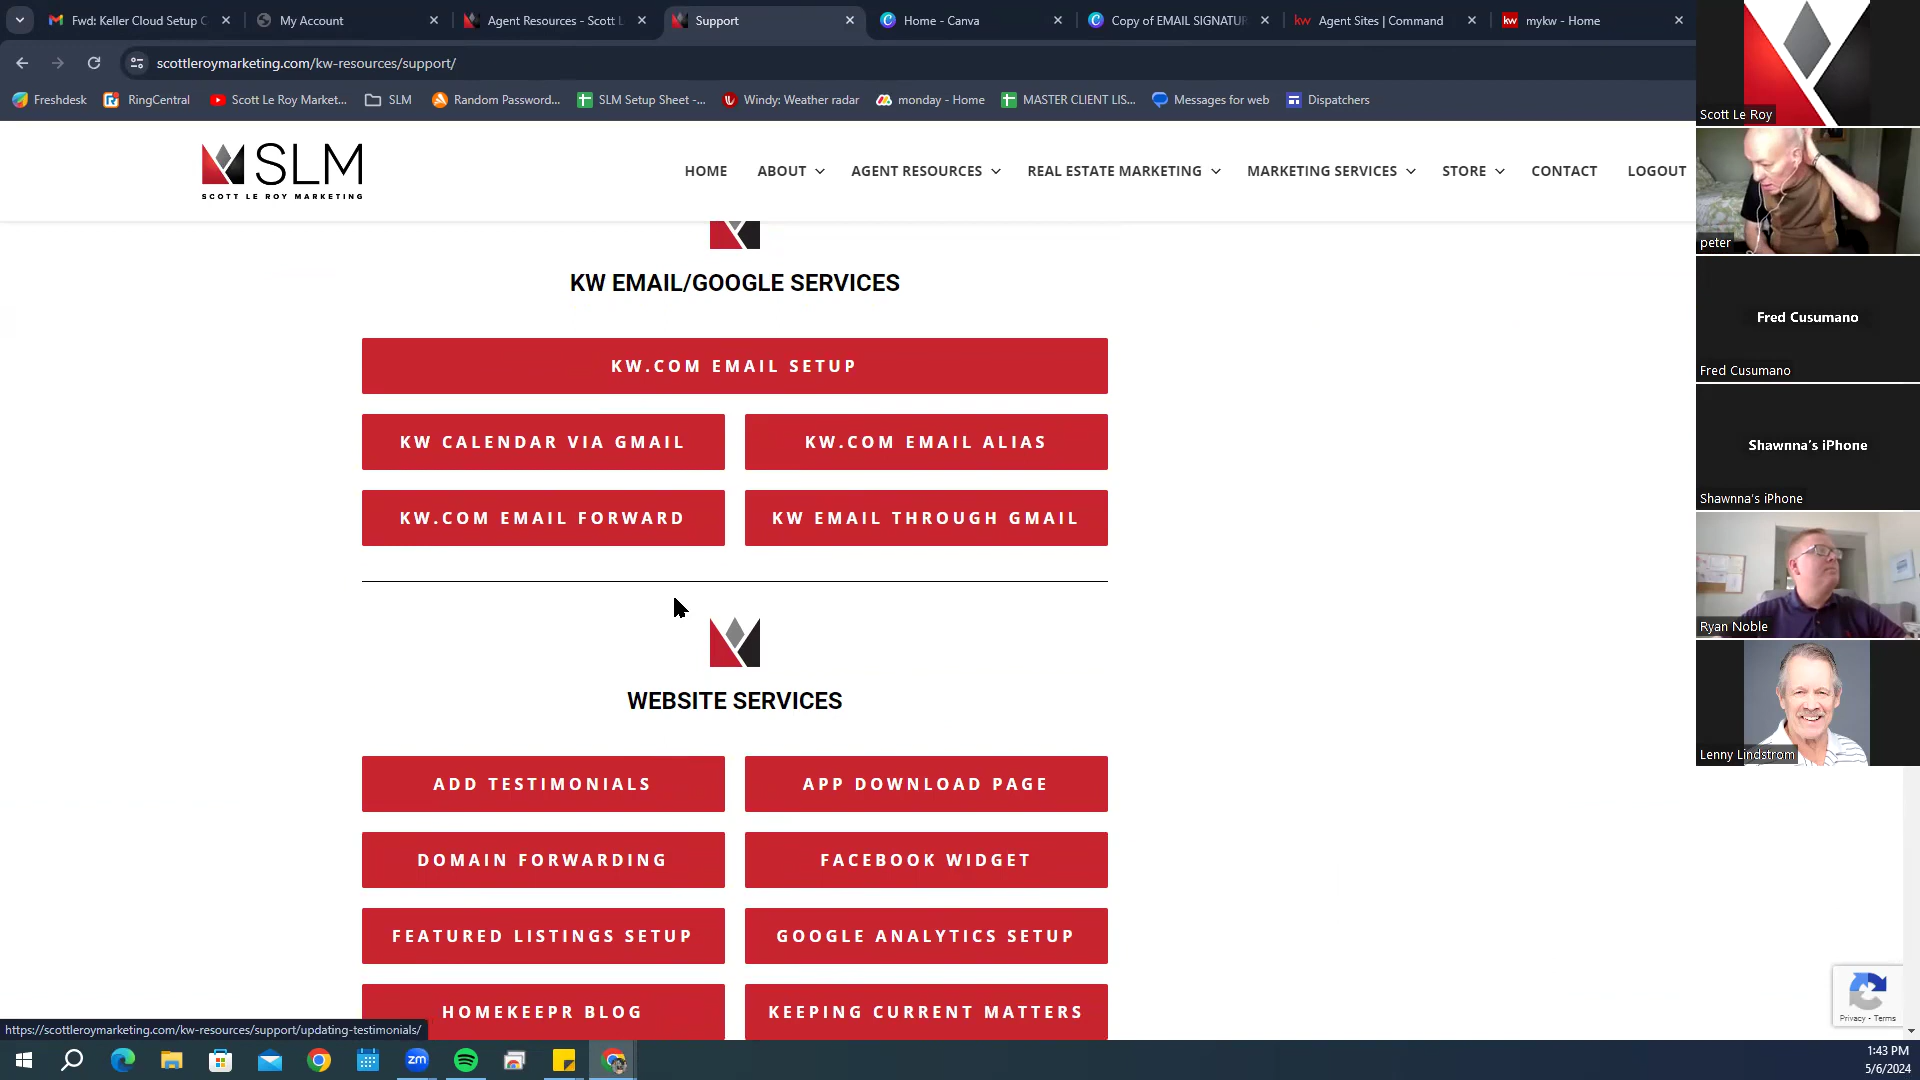 Fwd: Keller Cloud Setup C
My Account
Agent Resources - Scott L
Support
Home - Canva
Copy of EMAIL SIGNATUR
Agent Sites | Command
mykw - Home
scottleroymarketing.com/kw-resources/support/
Freshdesk
RingCentral
Scott Le Roy Market...
SLM
Random Password...
SLM Setup Sheet -...
Windy: Weather radar
monday - Home
MASTER CLIENT LIS...
Messages for web
Dispatchers
SLM
SCOTT LE ROY MARKETING
HOME
ABOUT
AGENT RESOURCES
REAL ESTATE MARKETING
MARKETING SERVICES
STORE
CONTACT
LOGOUT
KW EMAIL/GOOGLE SERVICES
KW.COM EMAIL SETUP
KW CALENDAR VIA GMAIL
KW.COM EMAIL ALIAS
KW.COM EMAIL FORWARD
KW EMAIL THROUGH GMAIL
WEBSITE SERVICES
ADD TESTIMONIALS
APP DOWNLOAD PAGE
DOMAIN FORWARDING
FACEBOOK WIDGET
FEATURED LISTINGS SETUP
GOOGLE ANALYTICS SETUP
HOMEKEEPR BLOG
KEEPING CURRENT MATTERS
https://scottleroymarketing.com/kw-resources/support/updating-testimonials/
Privacy - Terms
Scott Le Roy
peter
Fred Cusumano
Fred Cusumano
Shawnna's iPhone
Shawnna's iPhone
Ryan Noble
Lenny Lindstrom
zm
1:43 PM
5/6/2024